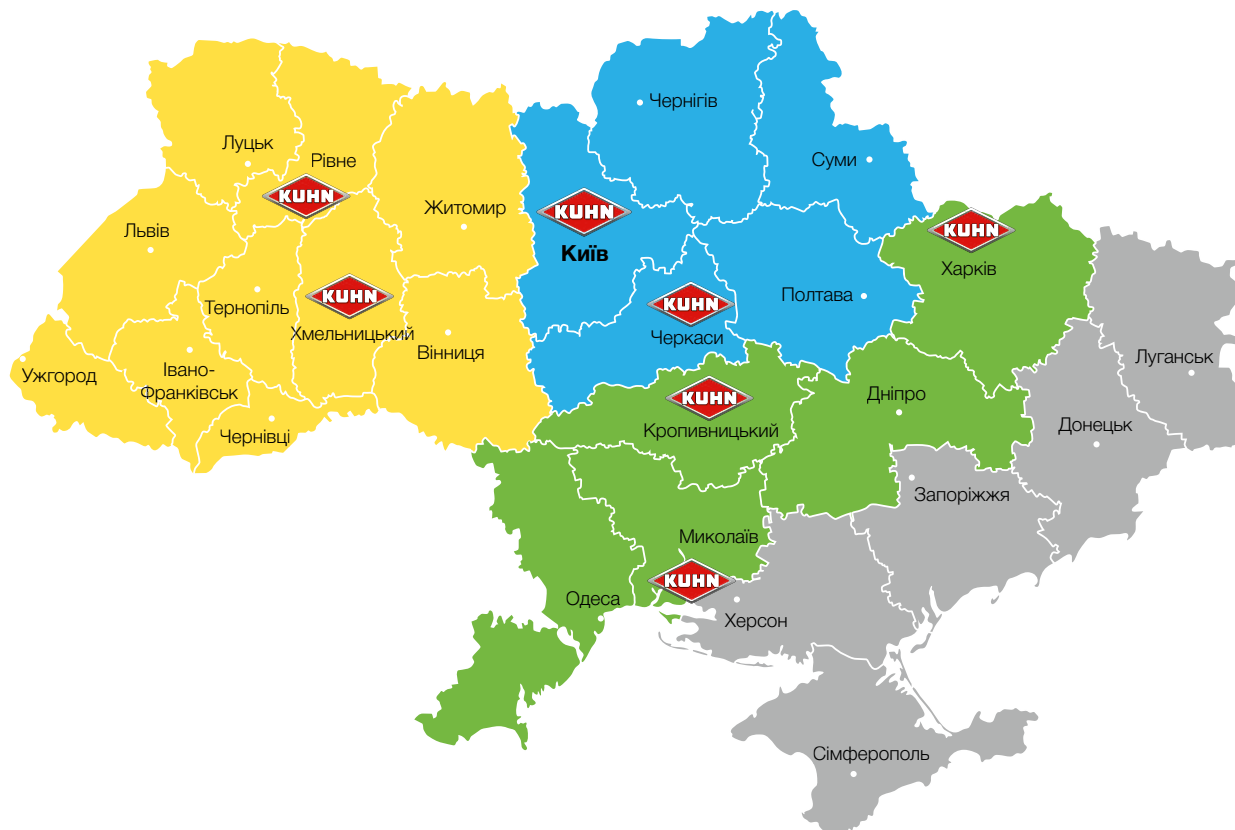 Чернігів
Луцьк
Рівне
Суми
KUHN
Житомир
KUHN
Київ
Львів
KUHN
Харків
Тернопіль
KUHN
Хмельницький
KUHN
Черкаси
Полтава
Вінниця
Ужгород
Івано-
Франківськ
Чернівці
Луганськ
KUHN
Кропивницький
Дніпро
Донецьк
Запоріжжя
Миколаїв
KUHN
Одеса
Херсон
Сімферополь